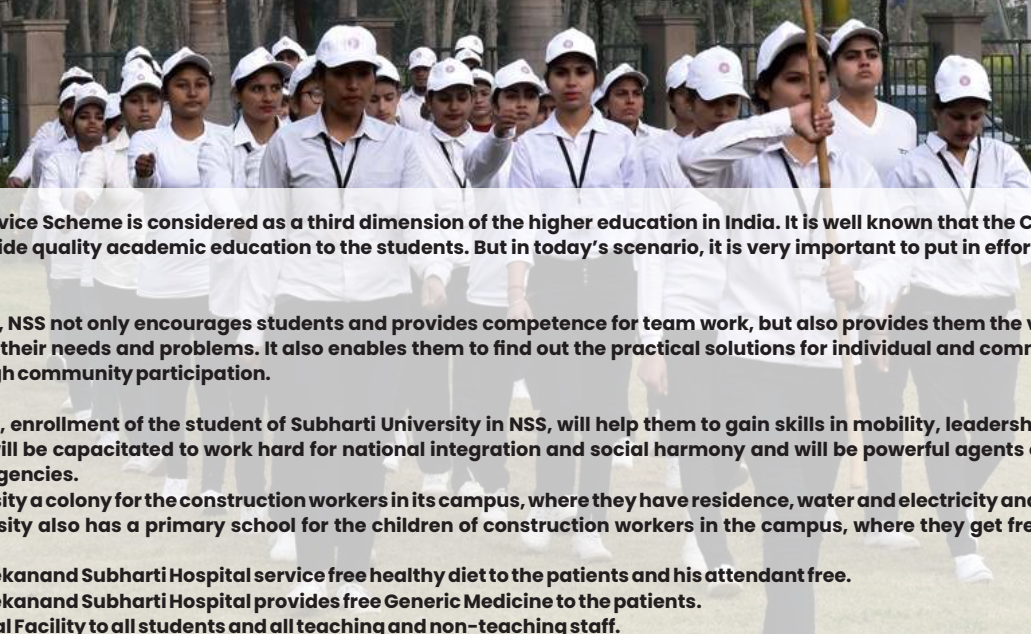 vice Scheme is considered as a third dimension of the higher education in India. It is well known that the C
ide quality academic education to the students. But in today's scenario, it is very important to put in effor
, NSS not only encourages students and provides competence for team work, but also provides them the v
their needs and problems. It also enables them to find out the practical solutions for individual and comm
gh community participation.
, enrollment of the student of Subharti University in NSS, will help them to gain skills in mobility, leadersh
ill be capacitated to work hard for national integration and social harmony and will be powerful agents
gencies.
sity a colony for the construction workers in its campus, where they have residence, water and electricity and
sity also has a primary school for the children of construction workers in the campus, where they get fre
ekanand Subharti Hospital service free healthy diet to the patients and his attendant free.
ekanand Subharti Hospital provides free Generic Medicine to the patients.
al Facility to all students and all teaching and non-teaching staff.